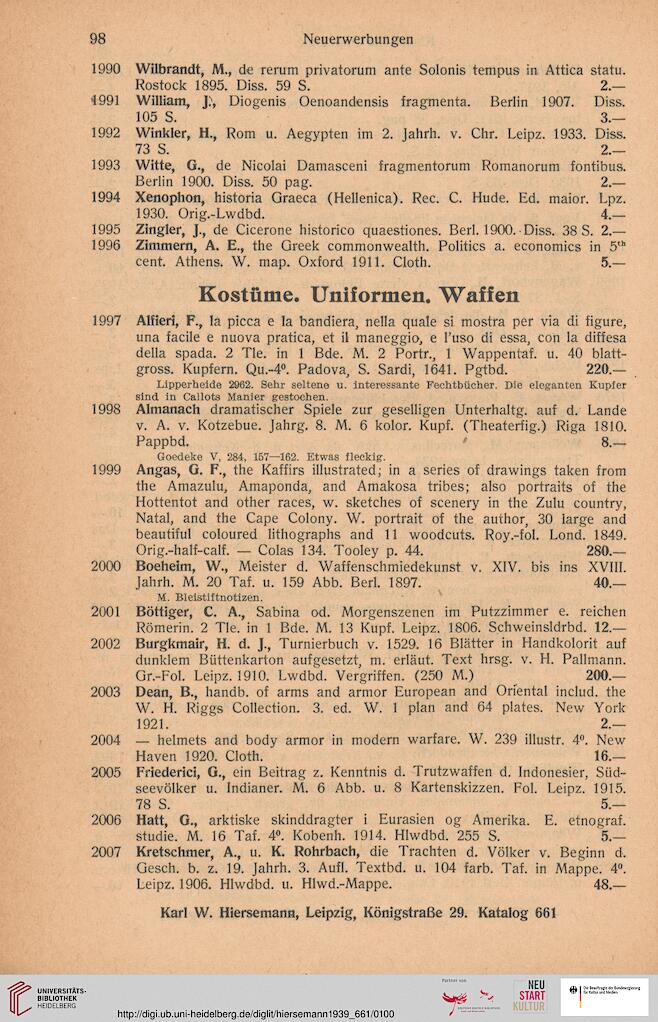 98 Neuerwerbungen
1990 Wilbrandt, M., de rerum privatorum ante Solonis tempus in Attica statu.
Rostock 1895. Diss. 59 S. 2.—
1991 William, J., Diogenis Oenoandensis fragmenta. Berlin 1907. Diss.
105 S. 3.—
1992 Winkler, H., Rom u. Aegypten im 2. Jahrh. v. Chr. Leipz. 1933. Diss.
73 S. 2.—
1993 Witte, G., de Nicolai Damasceni fragmentorum Romanorum fontibus.
Berlin 1900. Diss. 50 pag. 2.—
1994 Xenophon, historia Graeca (Hellenica). Rec. C. Hude. Ed. maior. Lpz.
1930. Orig.-Lwdbd. 4.—
1995 Zingler, J., de Cicerone historico quaestiones. Berl. 1900. Diss. 38 S. 2.—
1996 Zimmern, A. E., the Greek commonwealth. Politics a. economics in 5th
cent. Athens. W. map. Oxford 1911. Cloth. 5.—
Kostüme. Uniformen. Waffen
1997 Alfieri, F., la picca e la bandiera, nella quale si mostra per via di figure,
una facile e nuova pratica, et il maneggio, e l'uso di essa, con la diffesa
della spada. 2 Tle. in 1 Bde. M. 2 Portr., 1 Wappentaf. u. 40 blatt-
gross. Kupfern. Qu.-4°. Padova, S. Sardi, 1641. Pgtbd. 220.—
Lipperheide 2962. Sehr seltene u. interessante Fechtbücher. Die eleganten Kupfer
sind in Callots Manier gestochen.
1998 Almanach dramatischer Spiele zur geselligen Unterhaltg. auf d. Lande
v. A. v. Kotzebue. Jahrg. 8. M. 6 kolor. Kupf. (Theaterfig.) Riga 1810.
Pappbd. 8.—
Goedeke V, 284, 157—162. Etwas fleckig.
1999 Angas, G. F., the Kaffirs illustrated; in a series of drawings taken from
the Amazulu, Amaponda, and Amakosa tribes; also portraits of the
Hottentot and other races, w. sketches of scenery in the Zulu country,
Natal, and the Cape Colony. W. portrait of the author, 30 large and
beautiful coloured lithographs and 11 woodcuts. Roy.-fol. Lond. 1849.
Orig.-half-calf. — Colas 134. Tooley p. 44. 280.—
2000 Boeheim, W., Meister d. Waffenschmiedekunst v. XIV. bis ins XVIII.
Jahrh. M. 20 Taf. u. 159 Abb. Berl. 1897. 40.—
M. Bleistiftnotizen.
2001 Böttiger, C. A., Sabina od. Morgenszenen im Putzzimmer e. reichen
Römerin. 2 Tle. in 1 Bde. M. 13 Kupf. Leipz. 1806. Schweinsldrbd. 12.—
2002 Burgkmair, H. d. J., Turnierbuch v. 1529. 16 Blätter in Handkolorit auf
dunklem Büttenkarton aufgesetzt, m. erläut. Text hrsg. v. H. Pallmann.
Gr.-Fol. Leipz. 1910. Lwdbd. Vergriffen. (250 M.) 200.—
2003 Dean, B., handb. of arms and armor European and Oriental includ. the
W. H. Riggs Collection. 3. ed. W. 1 plan and 64 plates. New York
1921. 2.—
2004 — helmets and body armor in modern warfare. W. 239 illustr. 4°. New
Haven 1920. Cloth. 16.—
2005 Friederici, G., ein Beitrag z. Kenntnis d. Trutzwaffen d. Indonesier, Süd-
seevölker u. Indianer. M. 6 Abb. u. 8 Kartenskizzen. Fol. Leipz. 1915.
78 S. 5.—
2006 Hatt, G., arktiske skinddragter i Eurasien og Amerika. E. etnograf.
studie. M. 16 Taf. 4°. Kobenh. 1914. Hlwdbd. 255 S. 5.—
2007 Kretschmer, A., u. K. Rohrbach, die Trachten d. Völker v. Beginn d.
Gesch. b. z. 19. Jahrh. 3. Aufl. Textbd. u. 104 farb. Taf. in Mappe. 4°.
Leipz. 1906. Hlwdbd. u. Hlwd.-Mappe. 48.—
Karl W. Hiersemann, Leipzig, Königstraße 29. Katalog 661
UNIVERSITÄTS-
BIBLIOTHEK
HEIDELBERG
http://digi.ub.uni-heidelberg.de/diglit/hiersemann1939_661/0100
Partner von
NEU
START
KULTUR